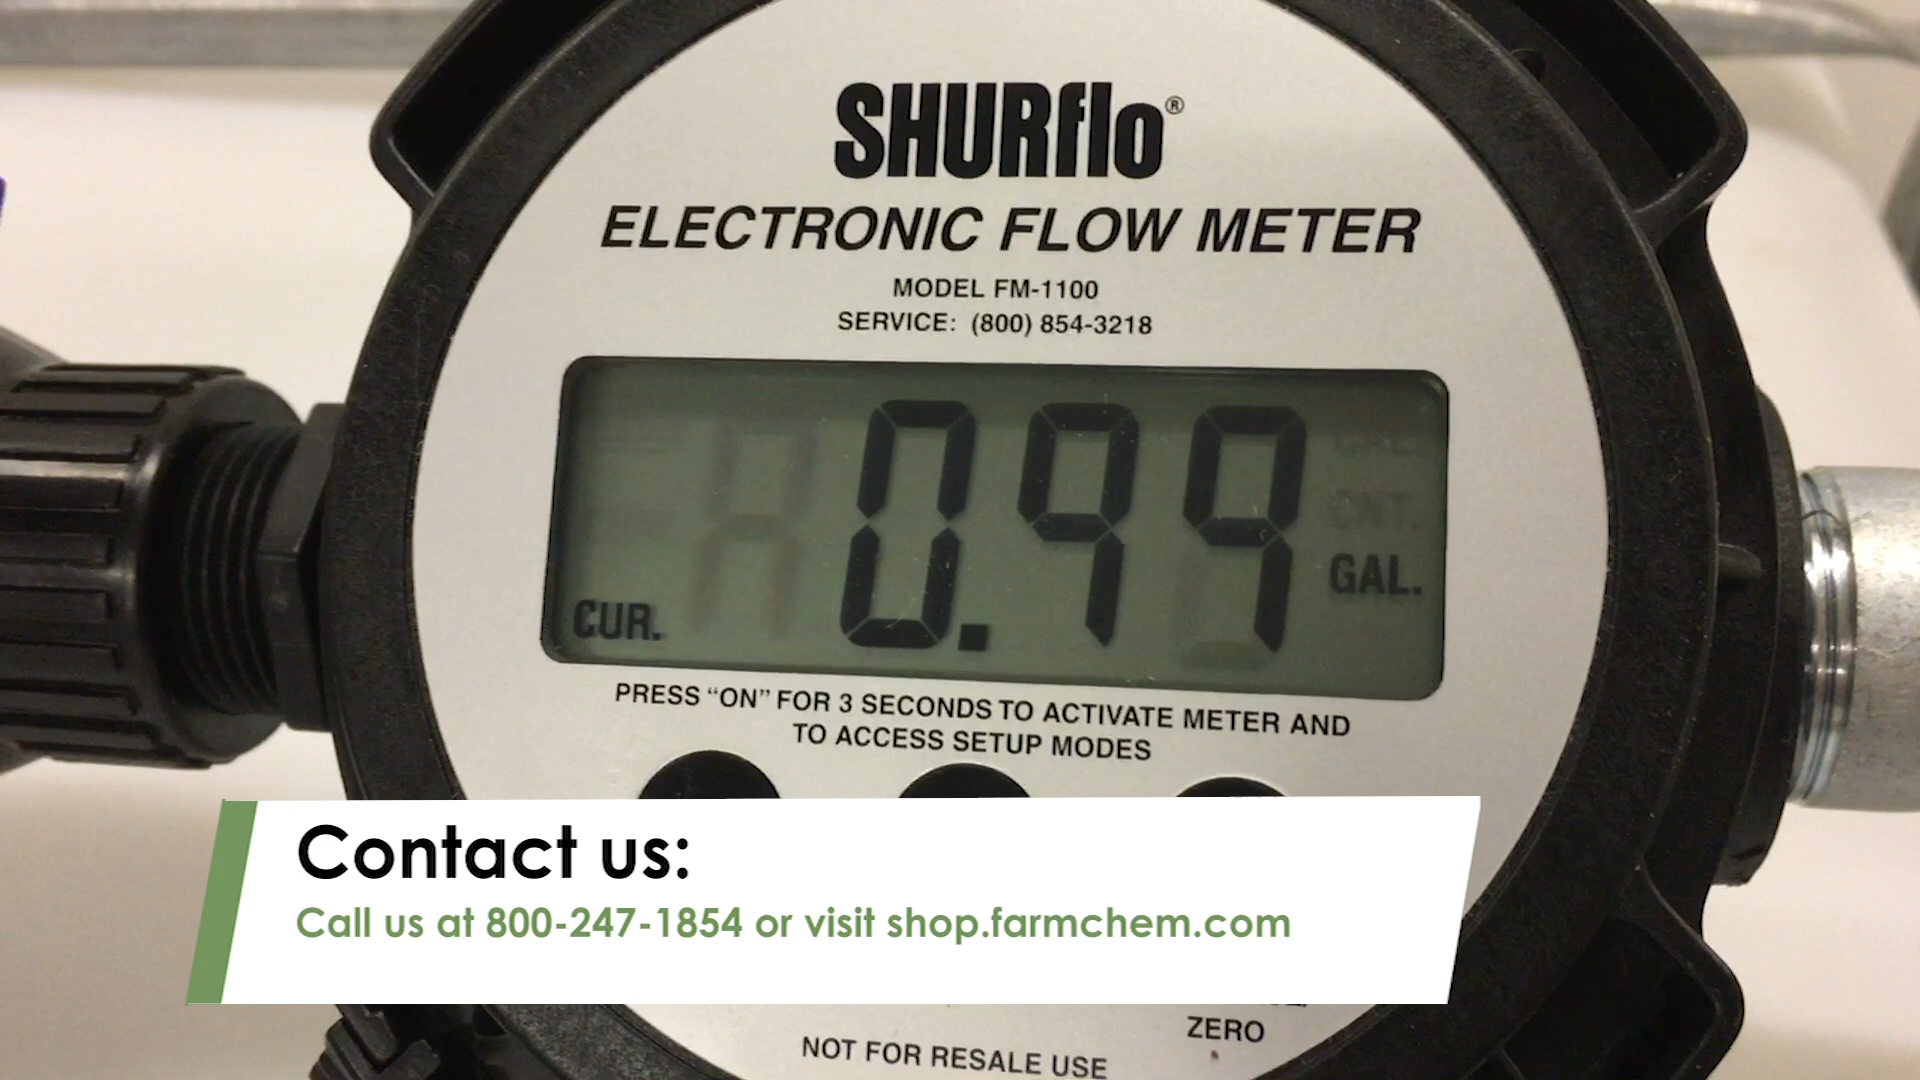 SHURflo®
ELECTRONIC FLOW METER
MODEL FM-1100
SERVICE: (800) 854-3218
0.99
CNT.
GAL.
CUR.
PRESS “ON” FOR 3 SECONDS TO ACTIVATE METER AND
TO ACCESS SETUP MODES
Contact us:
Call us at 800-247-1854 or visit shop.farmchem.com
ZERO
NOT FOR RESALE USE